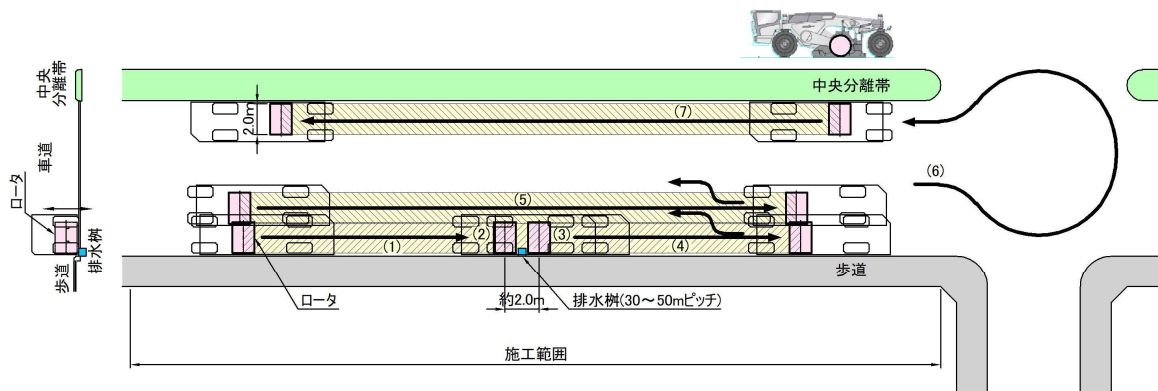 中央分離帯
中央
分離帯
(7)
2.0m
車道
(6)
ロータ
(5)
(1)
(2)
(3)
(4)
排水桝
歩道
歩道
ロータ
約2.0m
排水桝(30～50mピッチ)
施工範囲